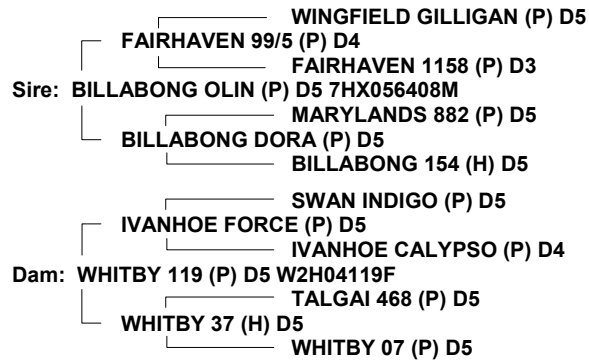 WINGFIELD GILLIGAN (P) D5
FAIRHAVEN 99/5 (P) D4
FAIRHAVEN 1158 (P) D3
Sire: BILLABONG OLIN (P) D5 7HX056408M
MARYLANDS 882 (P) D5
BILLABONG DORA (P) D5
BILLABONG 154 (H) D5
SWAN INDIGO (P) D5
IVANHOE FORCE (P) D5
IVANHOE CALYPSO (P) D4
Dam: WHITBY 119 (P) D5 W2H04119F
TALGAI 468 (P) D5
WHITBY 37 (H) D5
WHITBY 07 (P) D5